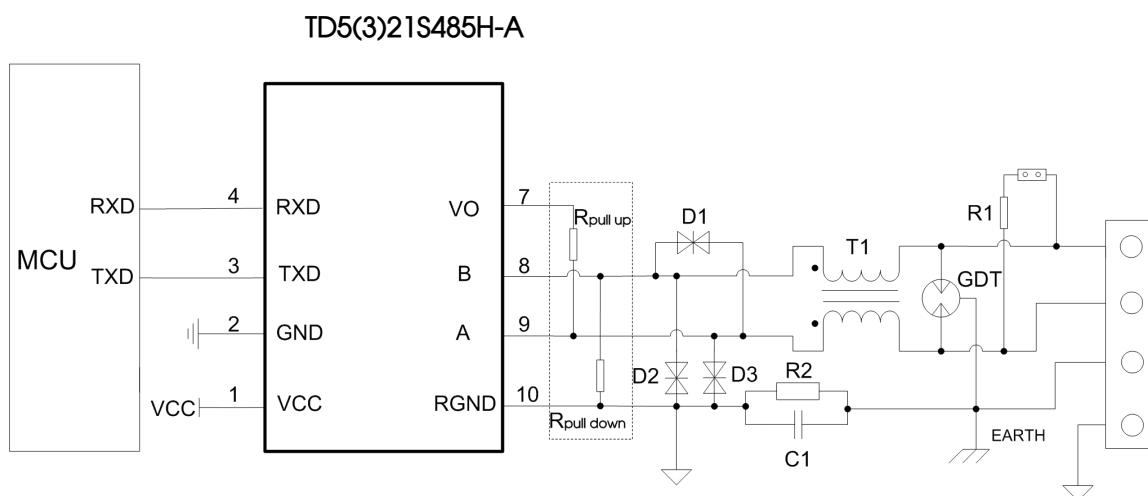 TD5(3)21S485H-A
MCU
RXD
TXD
4
3
2
1
GND
VCC
RXD
TXD
GND
VCC
VO
B
A
RGND
7
8
9
10
Rpull up
Rpull down
D1
D2
D3
T1
R2
C1
GDT
R1
EARTH